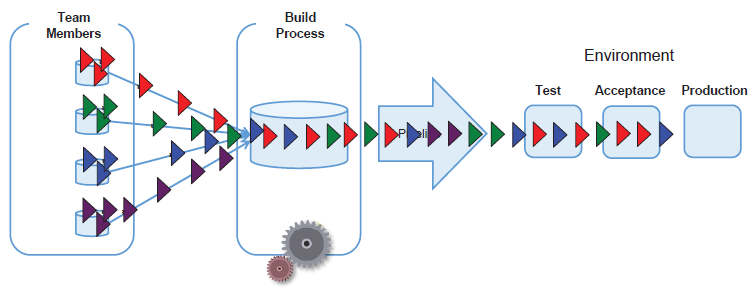 Team
Members
Build
Process
Environment
Test
Acceptance
Production